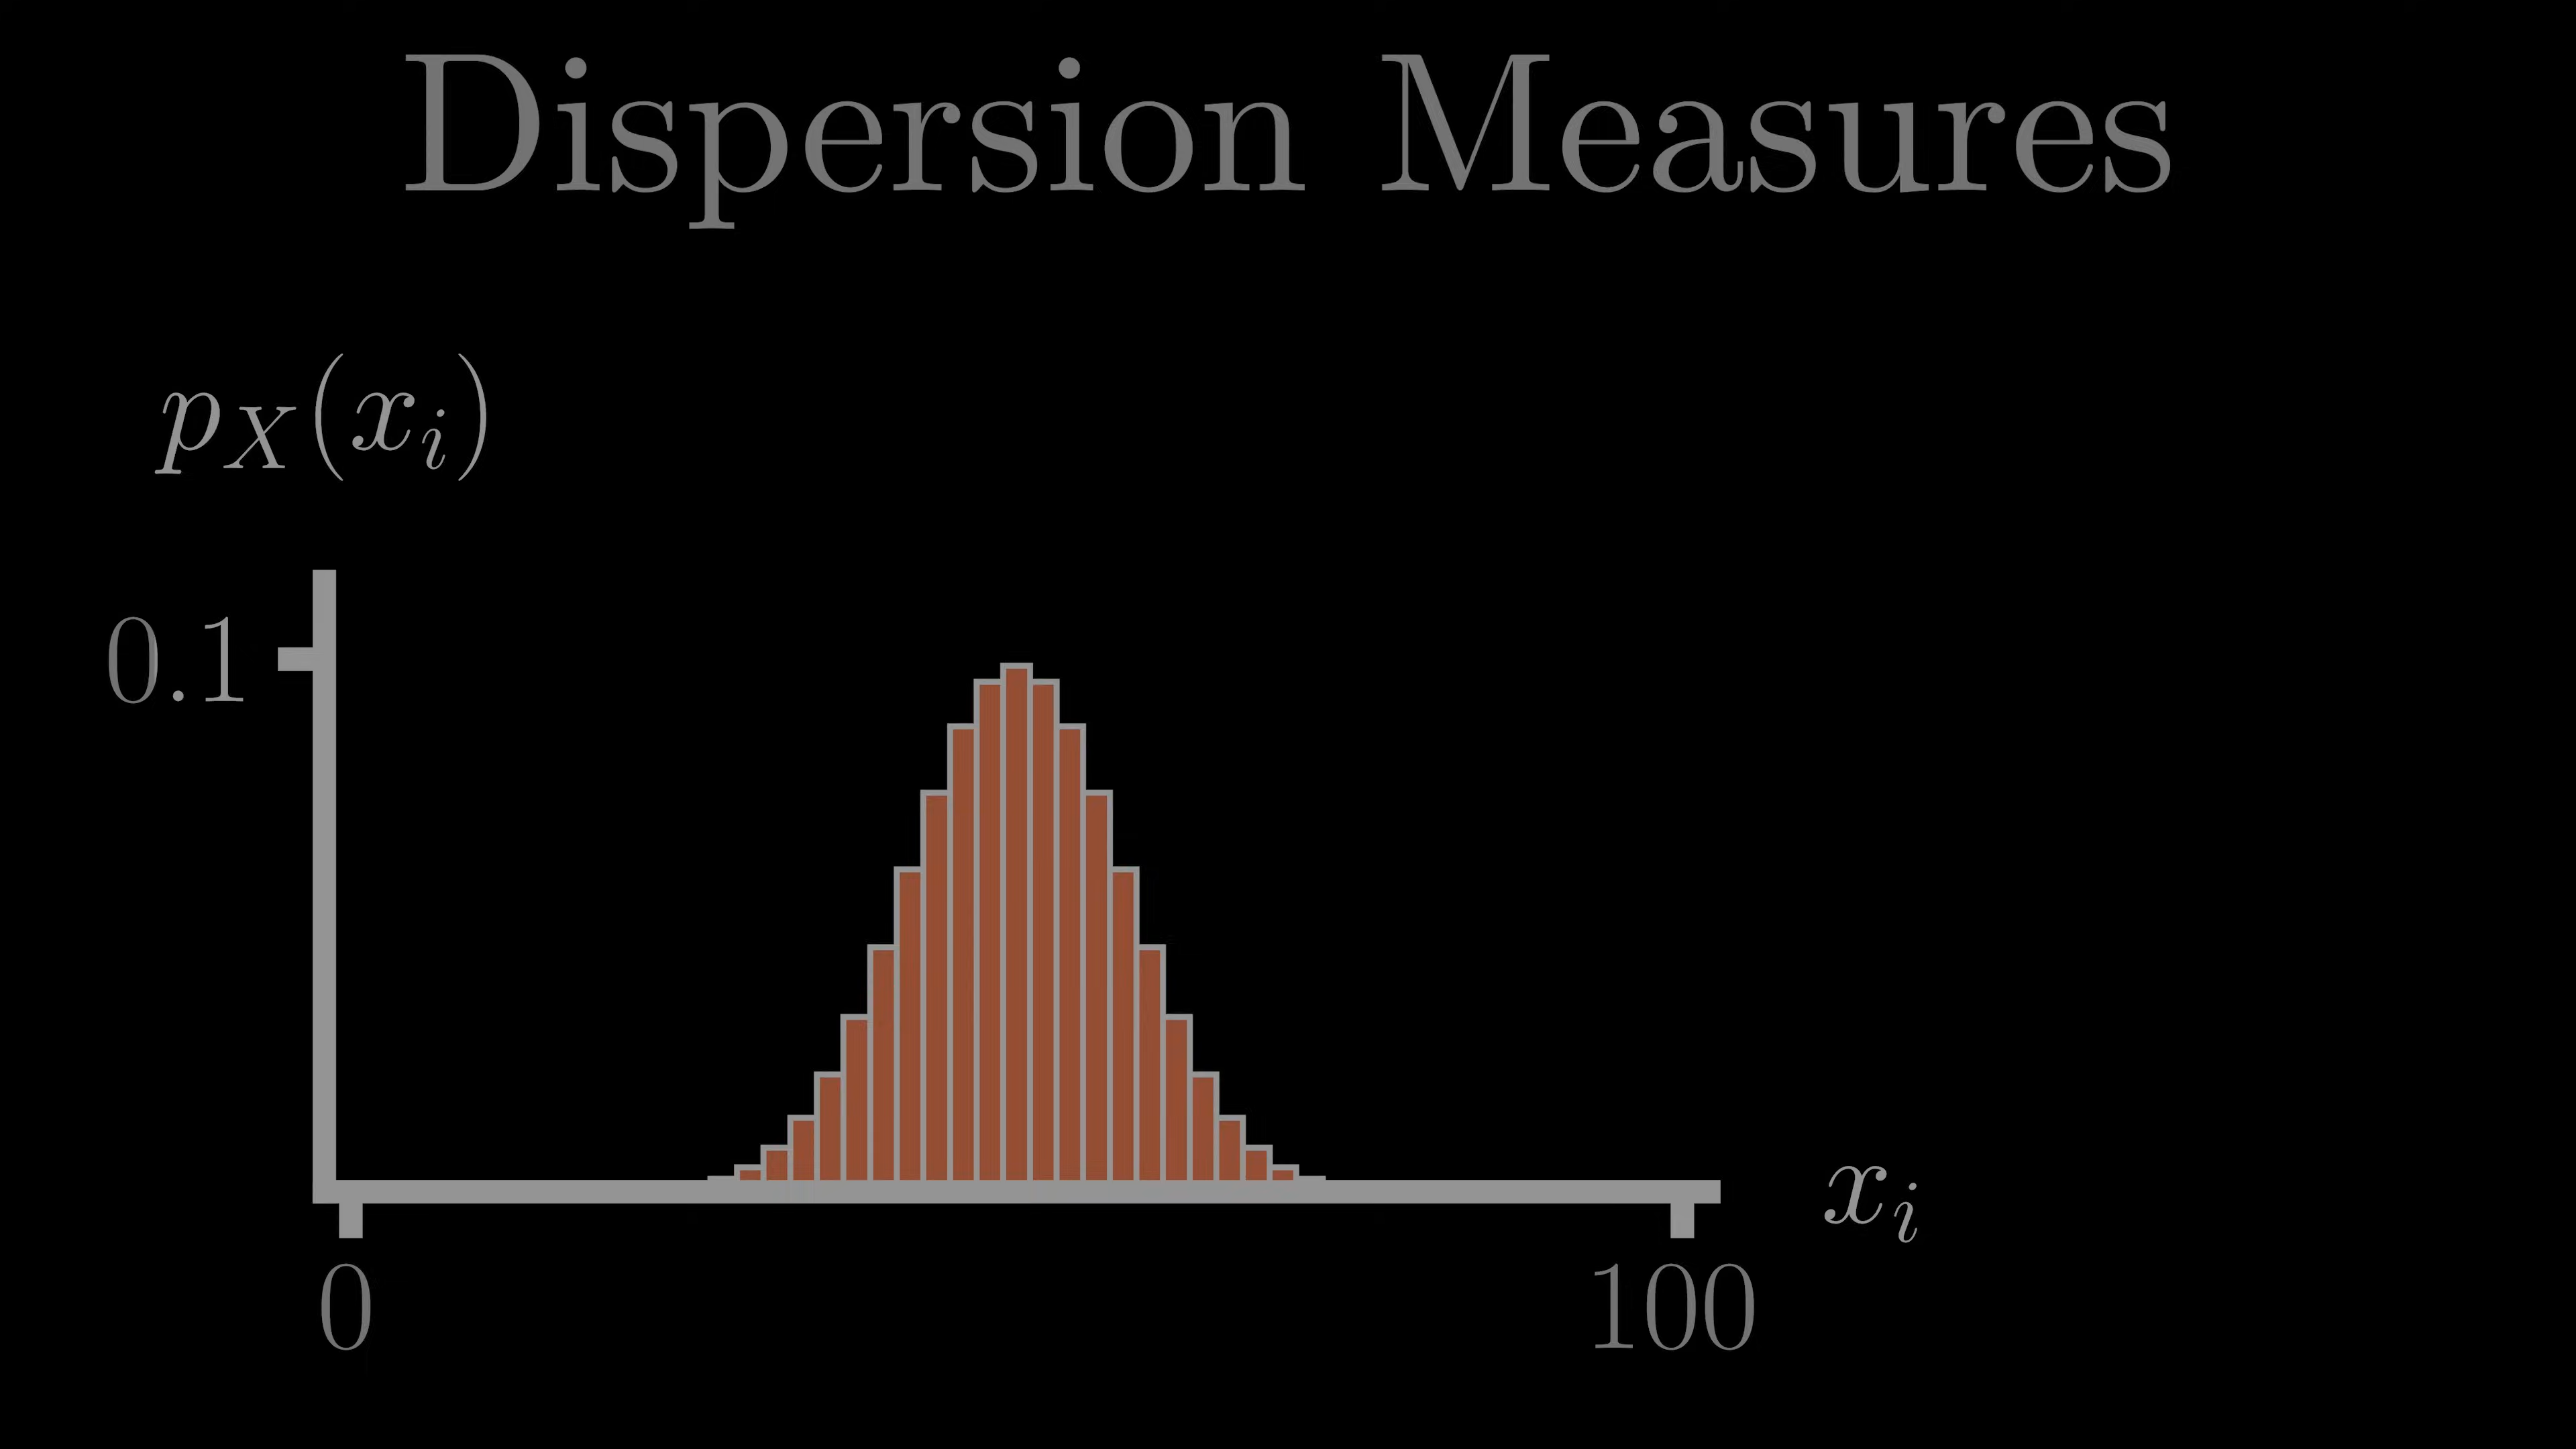 Dispersion Measures
p_X(x_i)
0.1
x_i
0
100